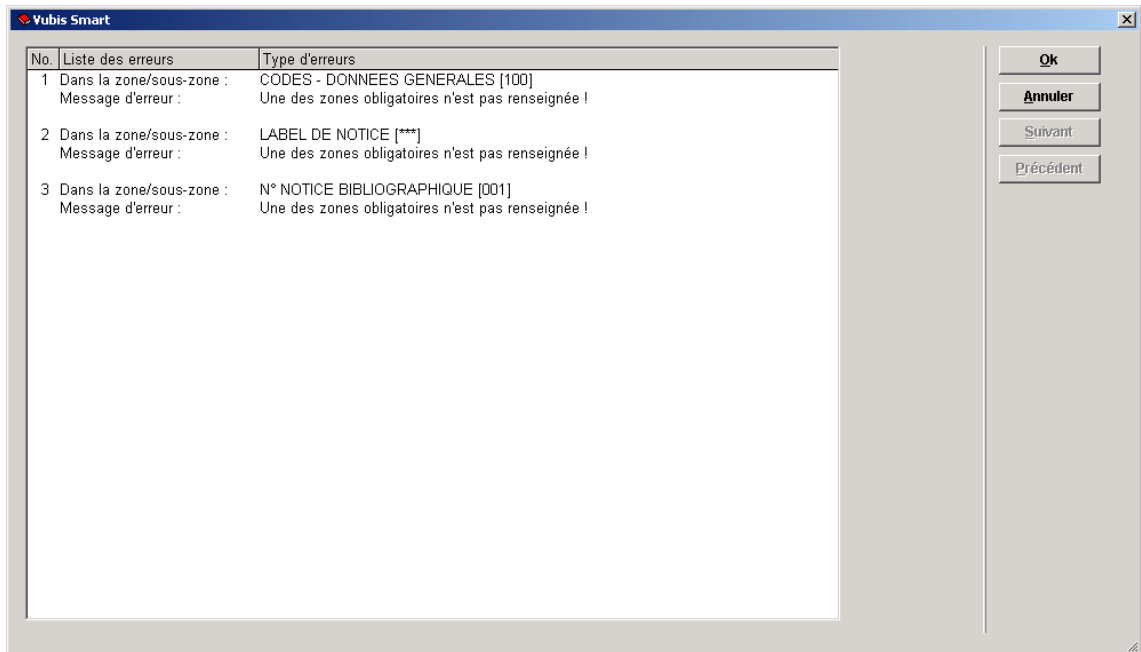 Vubis Smart
No. Liste des erreurs Type d'erreurs
1 Dans la zone/sous-zone : CODES - DONNEES GENERALES [100]
Message d'erreur : Une des zones obligatoires n'est pas renseignée !
2 Dans la zone/sous-zone : LABEL DE NOTICE [***]
Message d'erreur : Une des zones obligatoires n'est pas renseignée !
3 Dans la zone/sous-zone : N° NOTICE BIBLIOGRAPHIQUE [001]
Message d'erreur : Une des zones obligatoires n'est pas renseignée !
Ok
Annuler
Suivant
Précédent